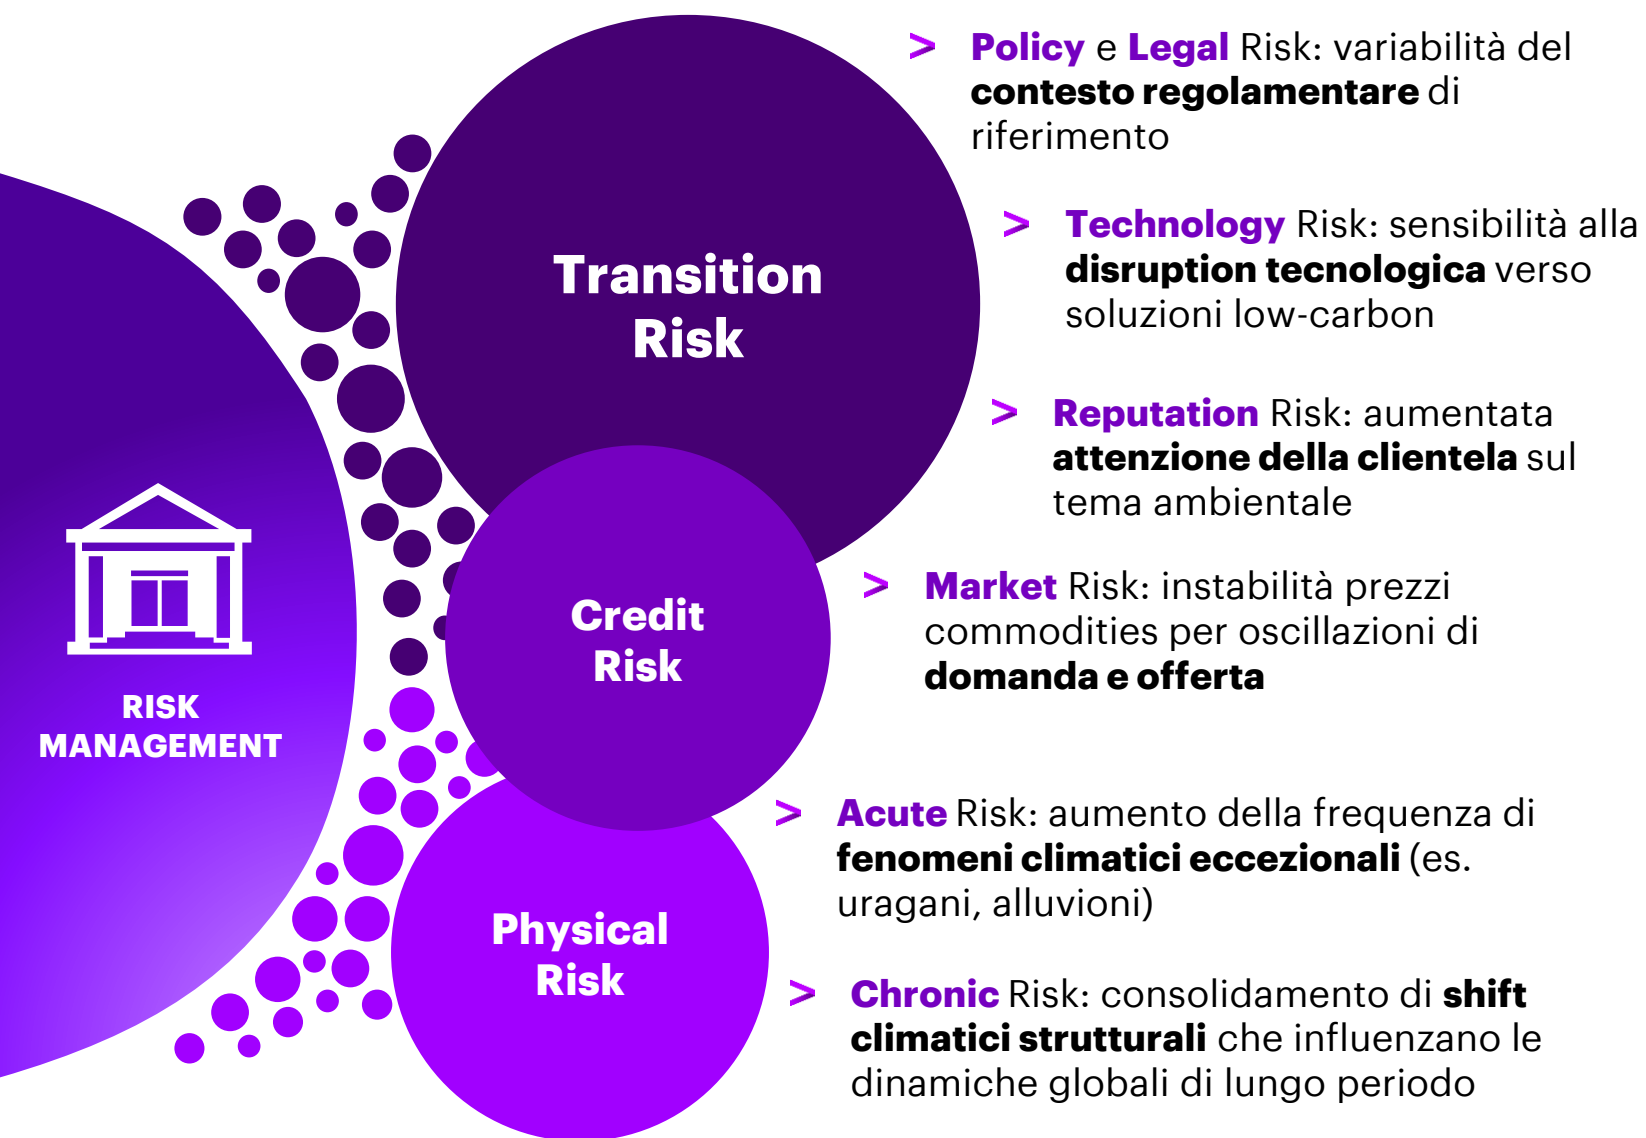 RISK
MANAGEMENT
Transition
Risk
Credit
Risk
Physical
Risk
> Policy e Legal Risk: variabilità del
contesto regolamentare di
riferimento
> Technology Risk: sensibilità alla
disruption tecnologica verso
soluzioni low-carbon
> Reputation Risk: aumentata
attenzione della clientela sul
tema ambientale
> Market Risk: instabilità prezzi
commodities per oscillazioni di
domanda e offerta
> Acute Risk: aumento della frequenza di
fenomeni climatici eccezionali (es.
uragani, alluvioni)
> Chronic Risk: consolidamento di shift
climatici strutturali che influenzano le
dinamiche globali di lungo periodo